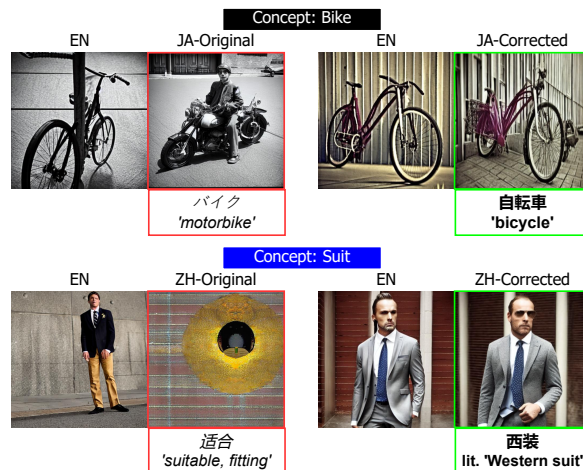 Concept: Bike
EN
JA-Original
EN
JA-Corrected
バイク
'motorbike'
自転車
'bicycle'
Concept: Suit
EN
ZH-Original
EN
ZH-Corrected
适合
'suitable, fitting'
西装
lit. 'Western suit'